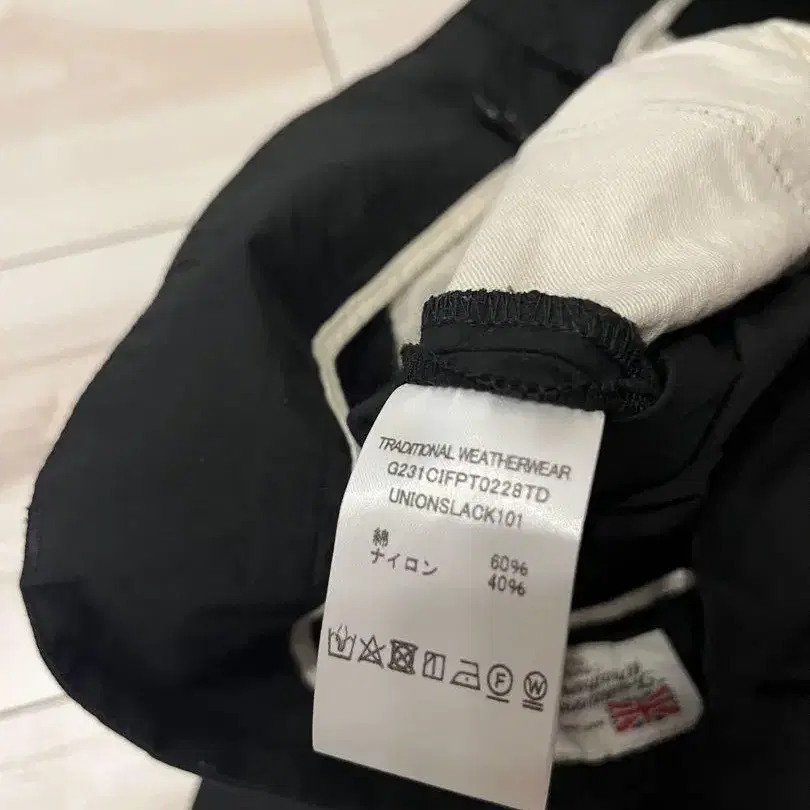 TRADITIONAL WEATHERWEAR
G231CIFPT0228TD
UNIONSLACK101
綿 60%
ナイロン 40%
F
W